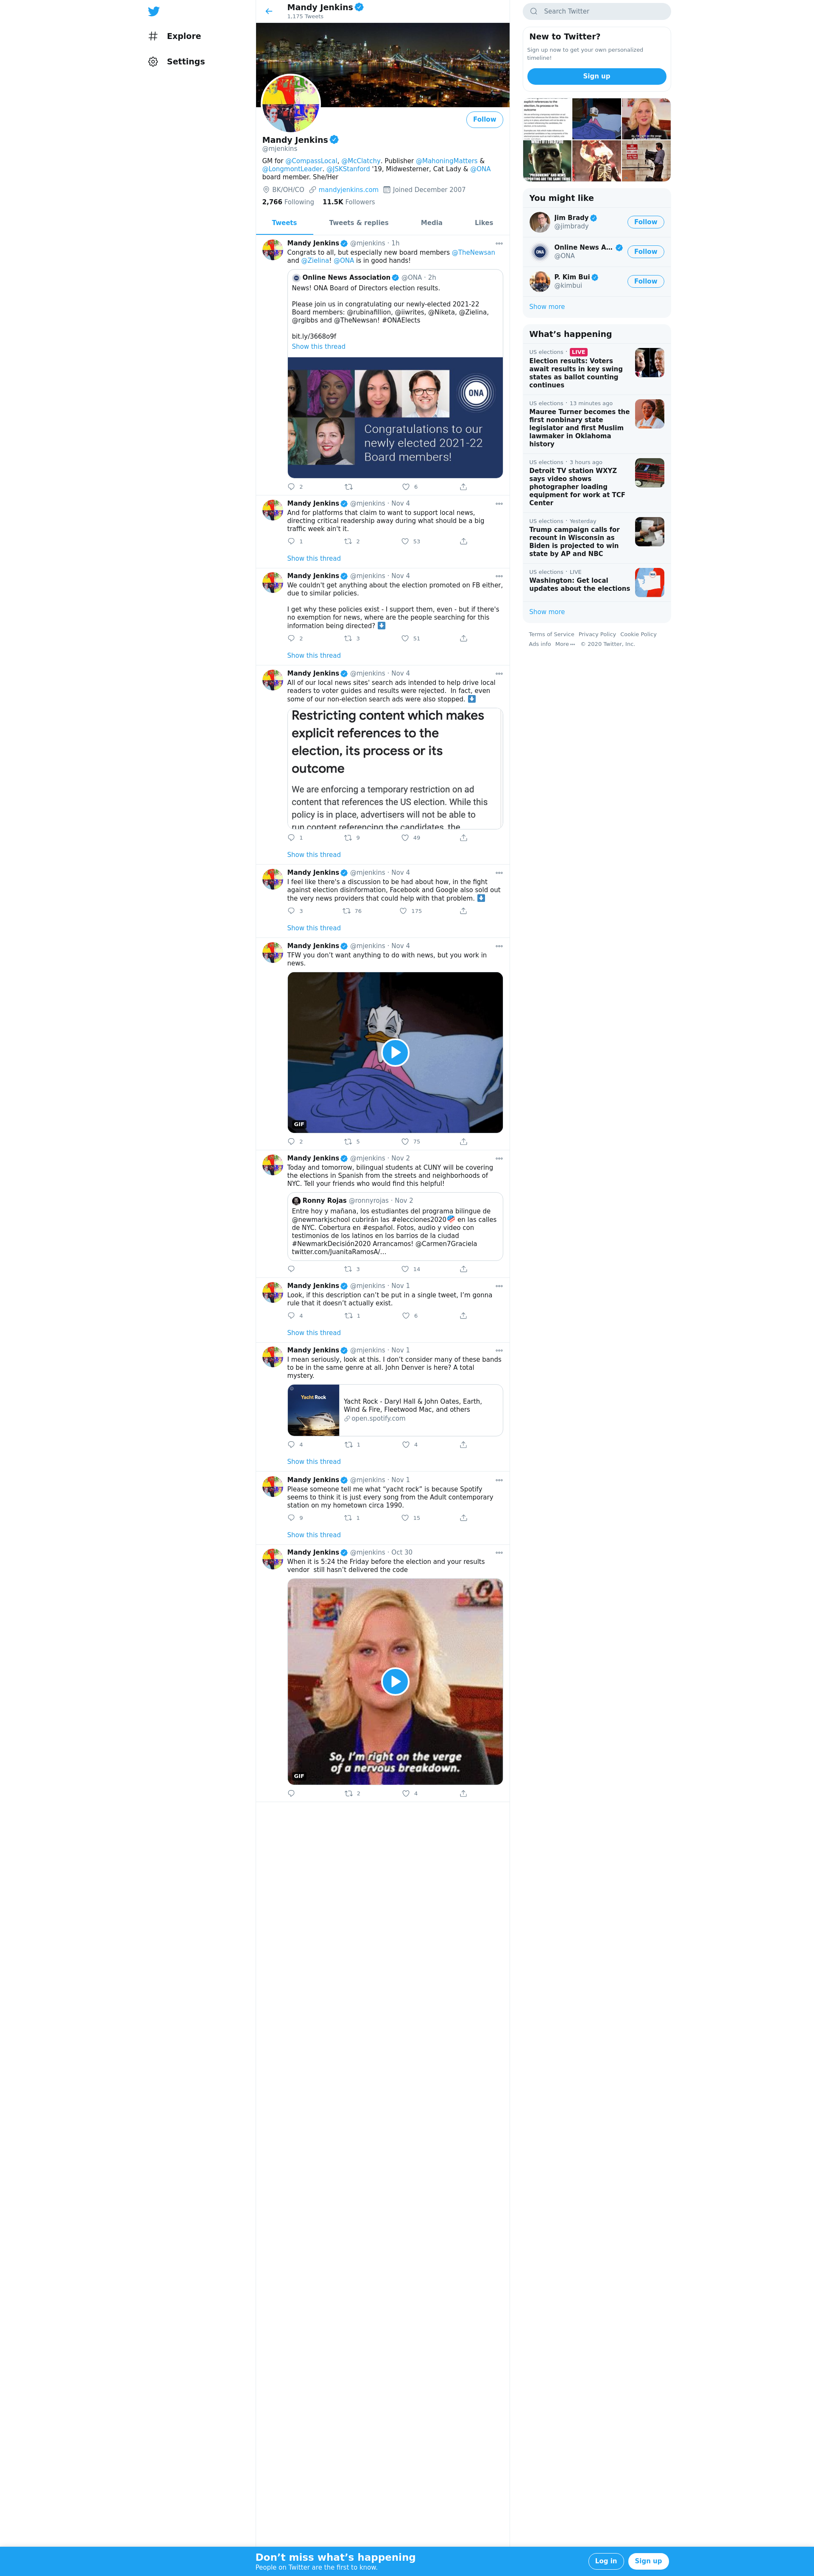 Explore
Settings
Mandy Jenkins
1,175 Tweets
Follow
Mandy Jenkins
@mjenkins
GM for @CompassLocal, @McClatchy. Publisher @MahoningMatters &
@LongmontLeader. @JSKStanford '19, Midwesterner, Cat Lady & @ONA
board member. She/Her
BK/OH/CO mandyjenkins.com Joined December 2007
2,766 Following 11.5K Followers
Tweets Tweets & replies Media Likes
Mandy Jenkins @mjenkins · 1h
Congrats to all, but especially new board members @TheNewsan
and @Zielina! @ONA is in good hands!
Online News Association @ONA · 2h
News! ONA Board of Directors election results.
Please join us in congratulating our newly-elected 2021-22
Board members: @rubinafillion, @iiwrites, @Niketa, @Zielina,
@rgibbs and @TheNewsan! #ONAElects
bit.ly/3668o9f
Show this thread
ONA
Congratulations to our
newly elected 2021-22
Board members!
2 6
Mandy Jenkins @mjenkins · Nov 4
And for platforms that claim to want to support local news,
directing critical readership away during what should be a big
traffic week ain't it.
1 2 53
Show this thread
Mandy Jenkins @mjenkins · Nov 4
We couldn't get anything about the election promoted on FB either,
due to similar policies.
I get why these policies exist - I support them, even - but if there's
no exemption for news, where are the people searching for this
information being directed? ⬇️
2 3 51
Show this thread
Mandy Jenkins @mjenkins · Nov 4
All of our local news sites' search ads intended to help drive local
readers to voter guides and results were rejected. In fact, even
some of our non-election search ads were also stopped. ⬇️
Restricting content which makes
explicit references to the
election, its process or its
outcome
We are enforcing a temporary restriction on ad
content that references the US election. While this
policy is in place, advertisers will not be able to
run content referencing the candidates, the
1 9 49
Show this thread
Mandy Jenkins @mjenkins · Nov 4
I feel like there's a discussion to be had about how, in the fight
against election disinformation, Facebook and Google also sold out
the very news providers that could help with that problem. ⬇️
3 76 175
Show this thread
Mandy Jenkins @mjenkins · Nov 4
TFW you don't want anything to do with news, but you work in
news.
GIF
2 5 75
Mandy Jenkins @mjenkins · Nov 2
Today and tomorrow, bilingual students at CUNY will be covering
the elections in Spanish from the streets and neighborhoods of
NYC. Tell your friends who would find this helpful!
Ronny Rojas @ronnyrojas · Nov 2
Entre hoy y mañana, los estudiantes del programa bilingue de
@newmarkjschool cubrirán las #elecciones2020 en las calles
de NYC. Cobertura en #español. Fotos, audio y video con
testimonios de los latinos en los barrios de la ciudad
#NewmarkDecisión2020 Arrancamos! @Carmen7Graciela
twitter.com/JuanitaRamosA/…
3 14
Mandy Jenkins @mjenkins · Nov 1
Look, if this description can't be put in a single tweet, I'm gonna
rule that it doesn't actually exist.
4 1 6
Show this thread
Mandy Jenkins @mjenkins · Nov 1
I mean seriously, look at this. I don't consider many of these bands
to be in the same genre at all. John Denver is here? A total
mystery.
Yacht Rock
Yacht Rock - Daryl Hall & John Oates, Earth,
Wind & Fire, Fleetwood Mac, and others
open.spotify.com
4 1 4
Show this thread
Mandy Jenkins @mjenkins · Nov 1
Please someone tell me what "yacht rock" is because Spotify
seems to think it is just every song from the Adult contemporary
station on my hometown circa 1990.
9 1 15
Show this thread
Mandy Jenkins @mjenkins · Oct 30
When it is 5:24 the Friday before the election and your results
vendor still hasn't delivered the code
So, I'm right on the verge
of a nervous breakdown.
GIF
2 4
Search Twitter
New to Twitter?
Sign up now to get your own personalized
timeline!
Sign up
You might like
Jim Brady
@jimbrady
Follow
Online News A...
@ONA
Follow
P. Kim Bui
@kimbui
Follow
Show more
What's happening
US elections · LIVE
Election results: Voters
await results in key swing
states as ballot counting
continues
US elections · 13 minutes ago
Mauree Turner becomes the
first nonbinary state
legislator and first Muslim
lawmaker in Oklahoma
history
US elections · 3 hours ago
Detroit TV station WXYZ
says video shows
photographer loading
equipment for work at TCF
Center
US elections · Yesterday
Trump campaign calls for
recount in Wisconsin as
Biden is projected to win
state by AP and NBC
US elections · LIVE
Washington: Get local
updates about the elections
Show more
Terms of Service Privacy Policy Cookie Policy
Ads info More © 2020 Twitter, Inc.
Don't miss what's happening
People on Twitter are the first to know.
Log in Sign up